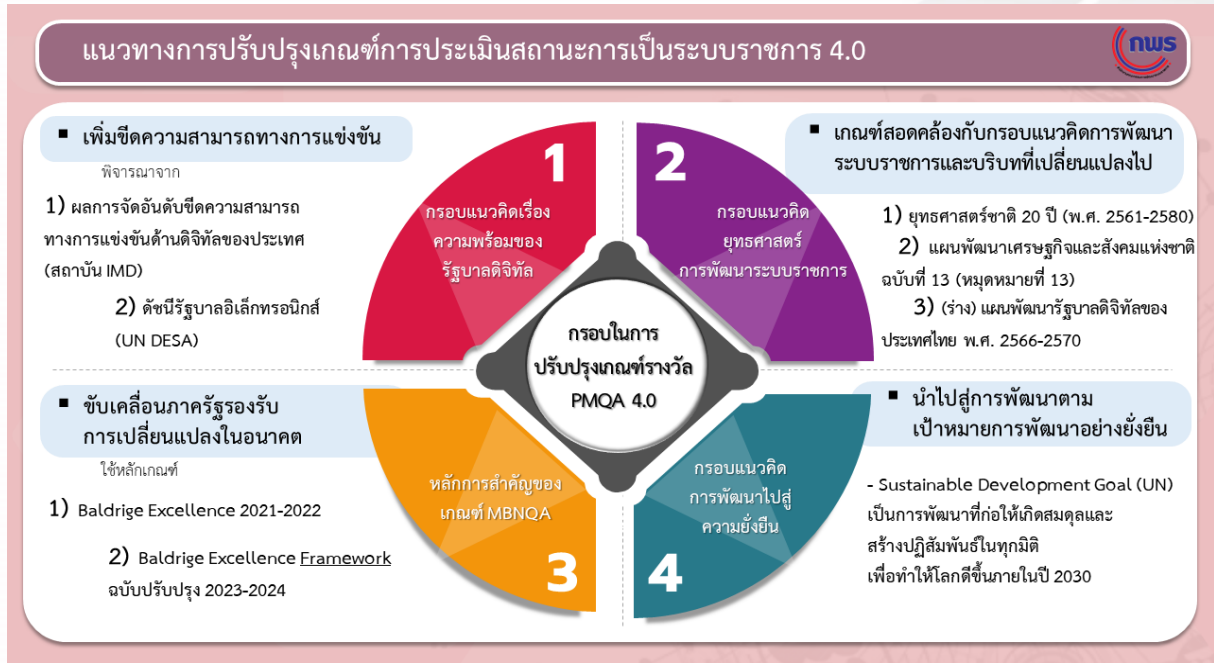 แนวทางการปรับปรุงเกณฑ์การประเมินสถานะการเป็นระบบราชการ 4.0
กพร
▪ เพิ่มขีดความสามารถทางการแข่งขัน
พิจารณาจาก
1) ผลการจัดอันดับขีดความสามารถ
ทางการแข่งขันด้านดิจิทัลของประเทศ
(สถาบัน IMD)
2) ดัชนีรัฐบาลอิเล็กทรอนิกส์
(UN DESA)
1
กรอบแนวคิดเรื่อง
ความพร้อมของ
รัฐบาลดิจิทัล
2
กรอบแนวคิด
ยุทธศาสตร์
การพัฒนาระบบราชการ
▪ เกณฑ์สอดคล้องกับกรอบแนวคิดการพัฒนา
ระบบราชการและบริบทที่เปลี่ยนแปลงไป
1) ยุทธศาสตร์ชาติ 20 ปี (พ.ศ. 2561-2580)
2) แผนพัฒนาเศรษฐกิจและสังคมแห่งชาติ
ฉบับที่ 13 (หมุดหมายที่ 13)
3) (ร่าง) แผนพัฒนารัฐบาลดิจิทัลของ
ประเทศไทย พ.ศ. 2566-2570
กรอบในการ
ปรับปรุงเกณฑ์รางวัล
PMQA 4.0
▪ ขับเคลื่อนภาครัฐรองรับ
การเปลี่ยนแปลงในอนาคต
ใช้หลักเกณฑ์
1) Baldrige Excellence 2021-2022
2) Baldrige Excellence Framework
ฉบับปรับปรุง 2023-2024
หลักการสำคัญของ
เกณฑ์ MBNQA
3
กรอบแนวคิด
การพัฒนาไปสู่
ความยั่งยืน
4
▪ นำไปสู่การพัฒนาตาม
เป้าหมายการพัฒนาอย่างยั่งยืน
- Sustainable Development Goal (UN)
เป็นการพัฒนาที่ก่อให้เกิดสมดุลและ
สร้างปฏิสัมพันธ์ในทุกมิติ
เพื่อทำให้โลกดีขึ้นภายในปี 2030